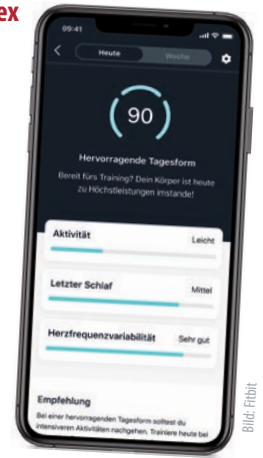 ex
09:41
Heute
Woche
90
Hervorragende Tagesform
Bereit fürs Training? Dein Körper ist heute
zu Höchstleistungen imstande!
Aktivität
Leicht
Letzter Schlaf
Mittel
Herzfrequenzvariabilität
Sehr gut
Empfehlung
Bei einer hervorragenden Tagesform solltest du
intensiveren Aktivitäten nachgehen. Trainiere heute bei
Bild: Fitbit